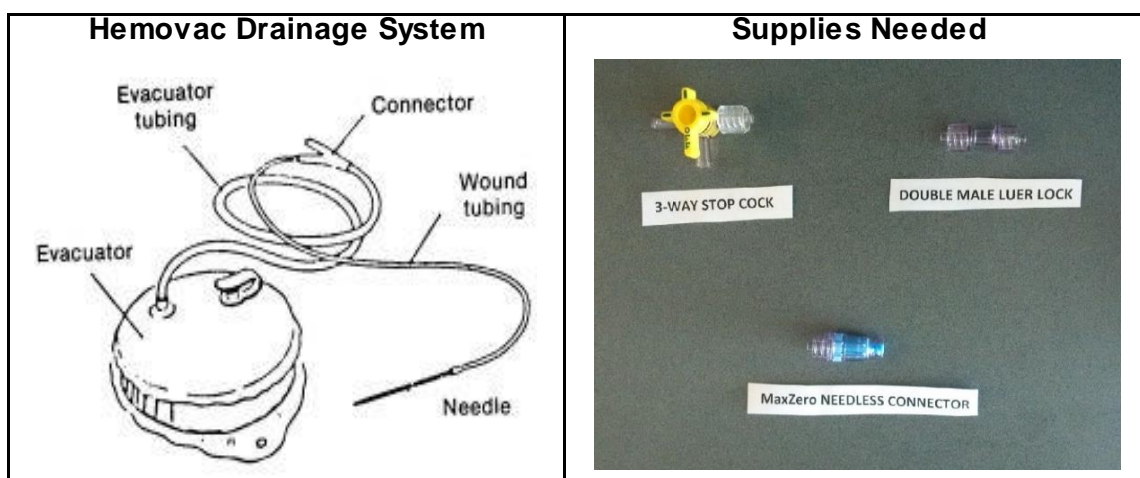 Hemovac Drainage System
Evacuator
tubing
Connector
Wound
tubing
Evacuator
Needle
Supplies Needed
3-WAY STOP COCK
DOUBLE MALE LUER LOCK
MaxZero NEEDLESS CONNECTOR